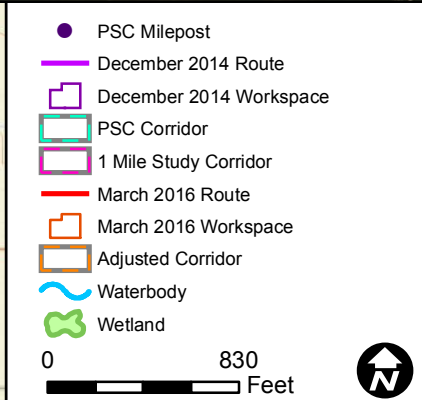 PSC Milepost
December 2014 Route
December 2014 Workspace
PSC Corridor
1 Mile Study Corridor
March 2016 Route
March 2016 Workspace
Adjusted Corridor
Waterbody
Wetland
0 830
Feet
N